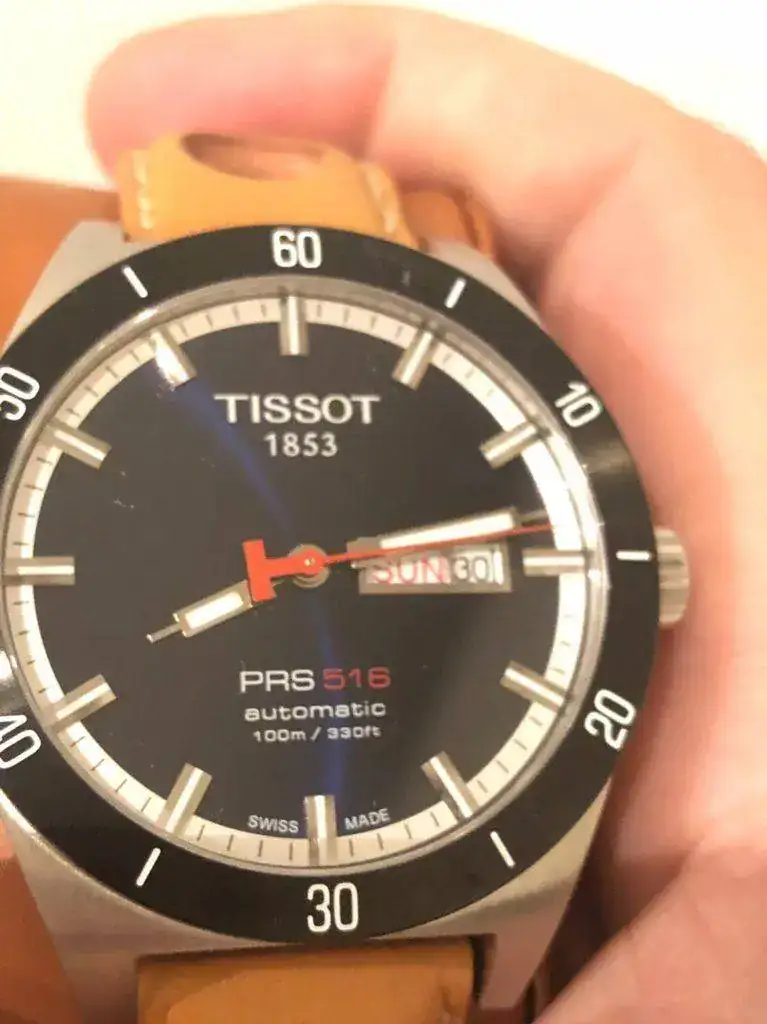 60
10
20
30
40
50
TISSOT
1853
SUN 30
PRS 516
automatic
100m / 330ft
SWISS MADE